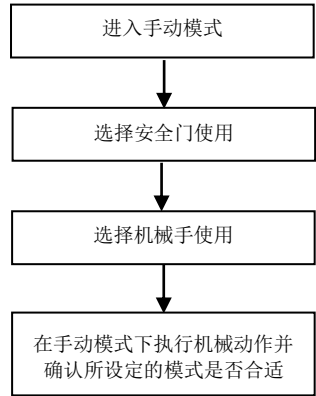 进入手动模式
选择安全门使用
选择机械手使用
在手动模式下执行机械动作并
确认所设定的模式是否合适